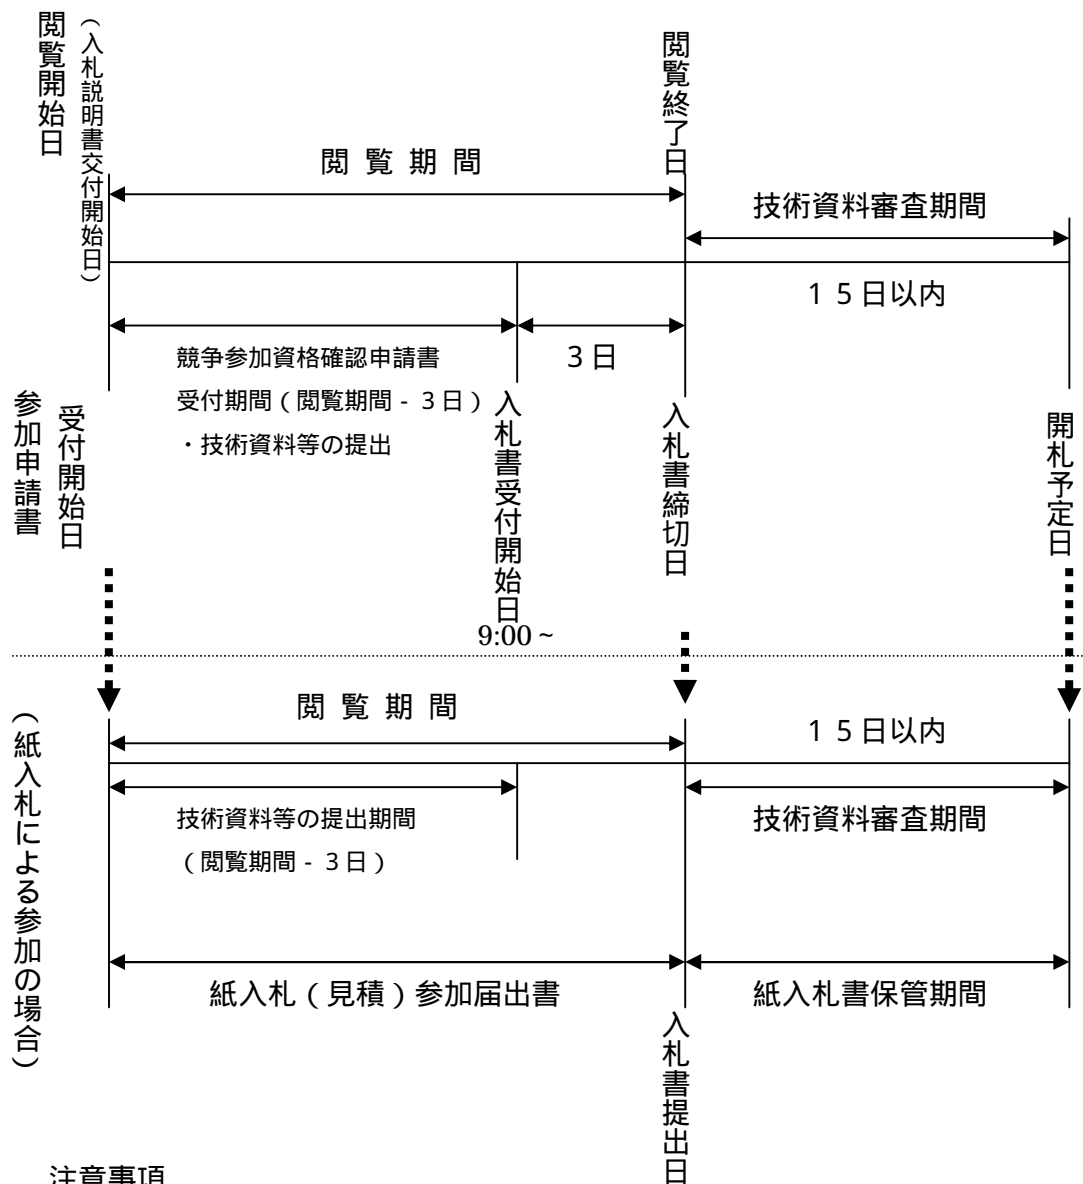 閲覧開始日
（入札説明書交付開始日）
閲覧終了日
閲 覧 期 間
技術資料審査期間
１５日以内
３日
競争参加資格確認申請書
受付期間（閲覧期間‐３日）
・技術資料等の提出
参加申請書
受付開始日
入札書受付開始日
9:00～
入札書締切日
開札予定日
（紙入札による参加の場合）
閲 覧 期 間
１５日以内
技術資料等の提出期間
（閲覧期間‐３日）
技術資料審査期間
紙入札（見積）参加届出書
紙入札書保管期間
入札書提出日
注意事項